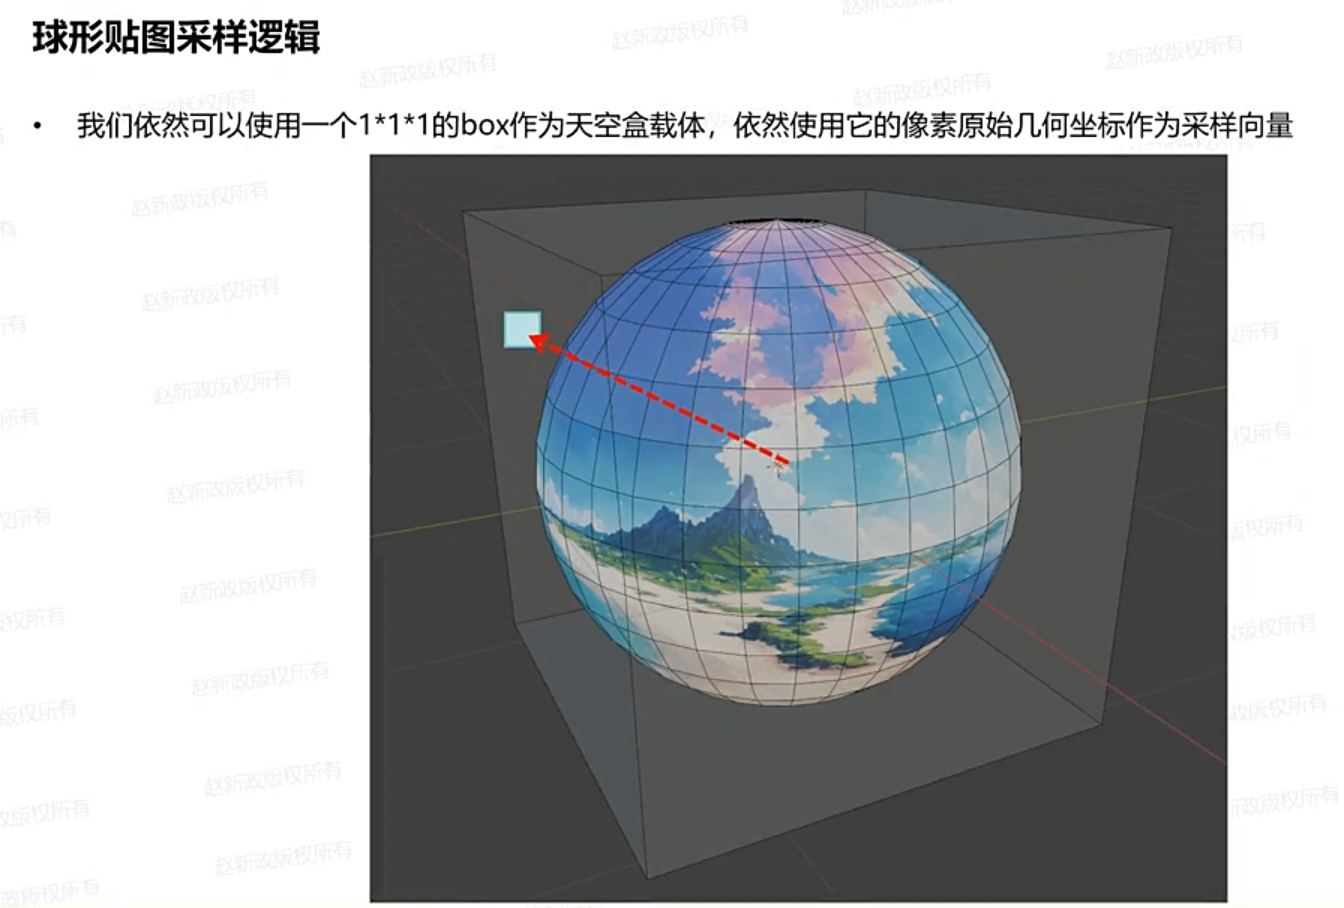 球形贴图采样逻辑
• 我们依然可以使用一个1*1*1的box作为天空盒载体，依然使用它的像素原始几何坐标作为采样向量
赵新政版权所有